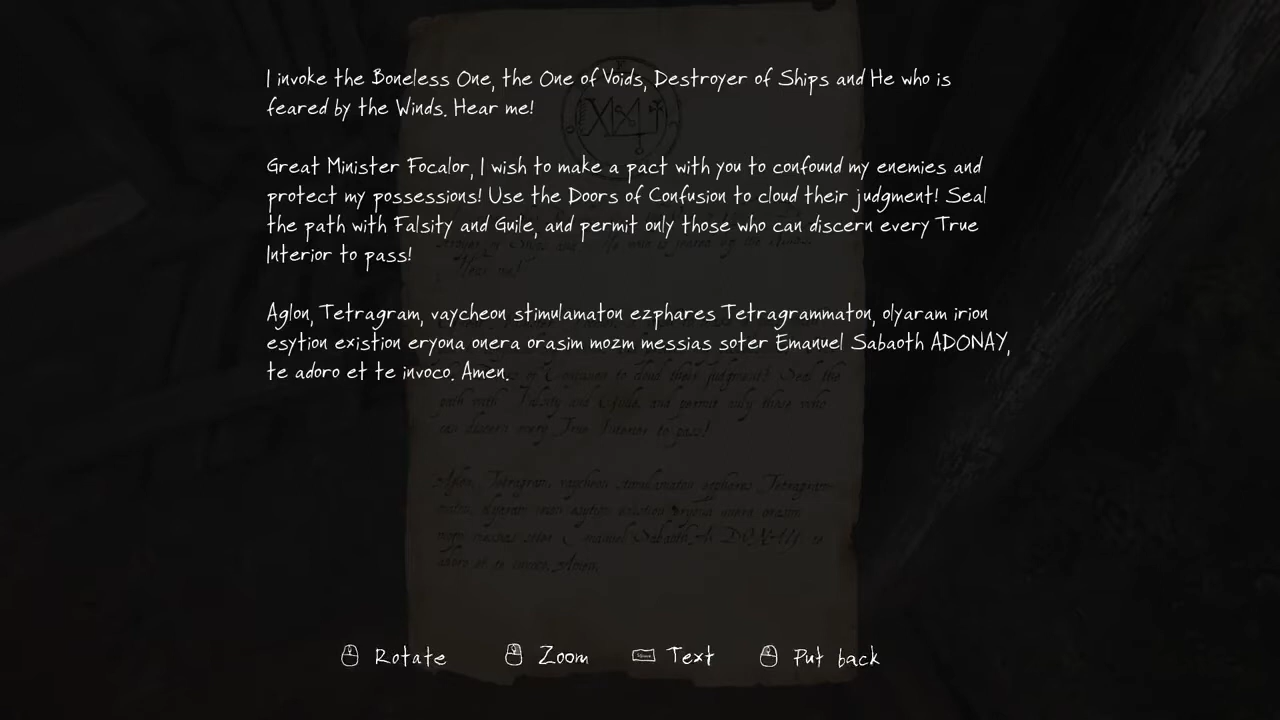 I invoke the Boneless One, the One of Voids, Destroyer of Ships and He who is
feared by the Winds. Hear me!
Great Minister Focalor, I wish to make a pact with you to confound my enemies and
protect my possessions! Use the Doors of Confusion to cloud their judgment! Seal
the path with Falsity and Guile, and permit only those who can discern every True
Interior to pass!
Aglon, Tetragram, vaycheon stimulamaton ezphares Tetragrammaton, olyaram irion
esytion existion eryona onera orasim mozm messias soter Emanuel Sabaoth ADONAY,
te adoro et te invoco. Amen.
Rotate Zoom Text Put back